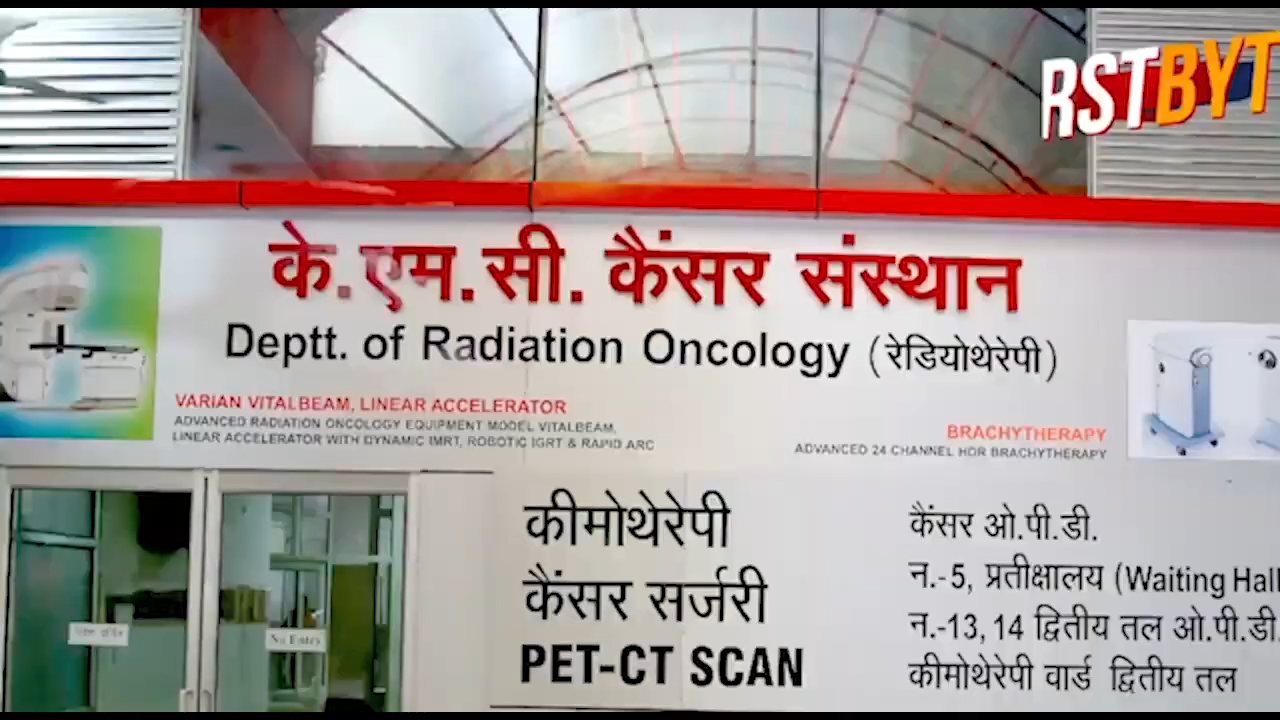 RSTBYT
के.एम.सी. कैंसर संस्थान
Deptt. of Radiation Oncology (रेडियोथेरेपी)
VARIAN VITALBEAM, LINEAR ACCELERATOR
ADVANCED RADIATION ONCOLOGY EQUIPMENT MODEL VITALBEAM,
LINEAR ACCELERATOR WITH DYNAMIC IMRT, ROBOTIC IGRT & RAPID ARC
BRACHYTHERAPY
ADVANCED 24 CHANNEL HDR BRACHYTHERAPY
कीमोथेरेपी
कैंसर सर्जरी
PET-CT SCAN
कैंसर ओ.पी.डी.
न.-5, प्रतीक्षालय (Waiting Hall
न.-13, 14 द्वितीय तल ओ.पी.डी.
कीमोथेरेपी वार्ड द्वितीय तल
No Entry